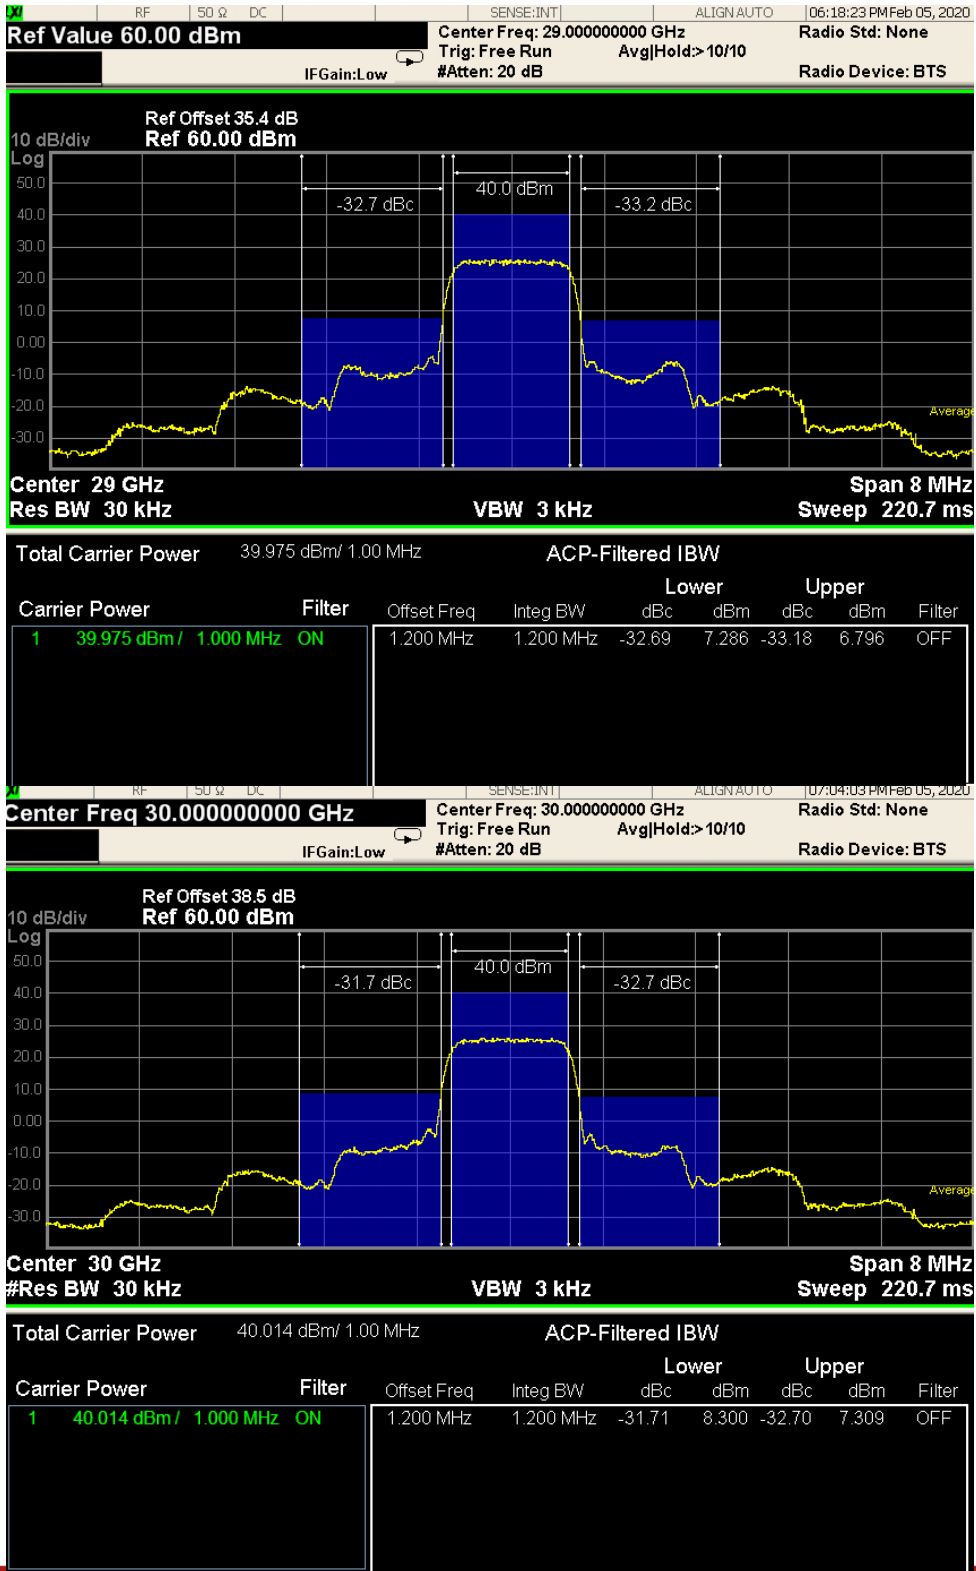 RF 50 Ω DC SENSE:INT ALIGN AUTO 06:18:23 PM Feb 05, 2020
Ref Value 60.00 dBm Center Freq: 29.000000000 GHz Radio Std: None
Trig: Free Run Avg|Hold:>10/10
IFGain:Low #Atten: 20 dB Radio Device: BTS
Ref Offset 35.4 dB
10 dB/div Ref 60.00 dBm
Log
50.0
40.0 dBm
-32.7 dBc -33.2 dBc
40.0
30.0
20.0
10.0
0.00
-10.0
-20.0
Average
-30.0
Center 29 GHz Span 8 MHz
Res BW 30 kHz VBW 3 kHz Sweep 220.7 ms
Total Carrier Power 39.975 dBm/ 1.00 MHz ACP-Filtered IBW
Lower Upper
Carrier Power Filter Offset Freq Integ BW dBc dBm dBc dBm Filter
1 39.975 dBm / 1.000 MHz ON 1.200 MHz 1.200 MHz -32.69 7.286 -33.18 6.796 OFF
RF 50 Ω DC SENSE:INT ALIGN AUTO 07:04:03 PM Feb 05, 2020
Center Freq 30.000000000 GHz Center Freq: 30.000000000 GHz Radio Std: None
Trig: Free Run Avg|Hold:>10/10
IFGain:Low #Atten: 20 dB Radio Device: BTS
Ref Offset 38.5 dB
10 dB/div Ref 60.00 dBm
Log
50.0
40.0 dBm
-31.7 dBc -32.7 dBc
40.0
30.0
20.0
10.0
0.00
-10.0
-20.0
Average
-30.0
Center 30 GHz Span 8 MHz
#Res BW 30 kHz VBW 3 kHz Sweep 220.7 ms
Total Carrier Power 40.014 dBm/ 1.00 MHz ACP-Filtered IBW
Lower Upper
Carrier Power Filter Offset Freq Integ BW dBc dBm dBc dBm Filter
1 40.014 dBm / 1.000 MHz ON 1.200 MHz 1.200 MHz -31.71 8.300 -32.70 7.309 OFF